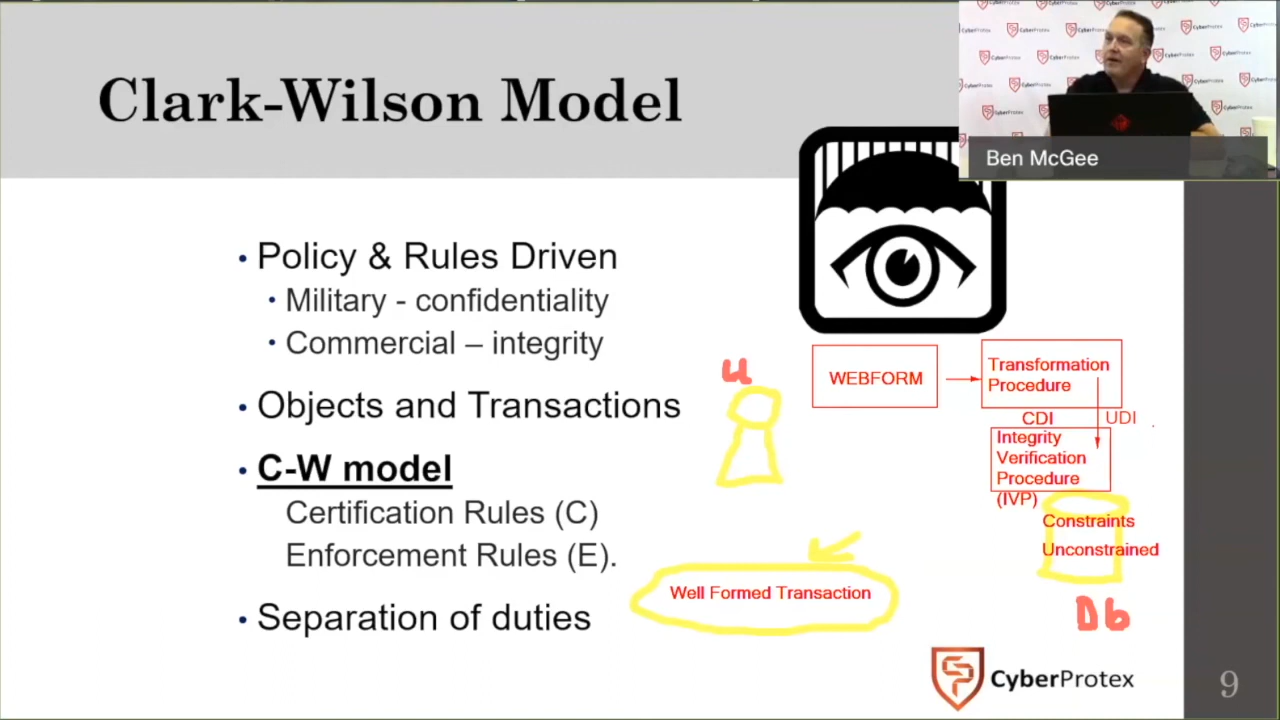 Clark-Wilson Model
CyberProtex
Ben McGee
• Policy & Rules Driven
• Military - confidentiality
• Commercial – integrity
• Objects and Transactions
• C-W model
Certification Rules (C)
Enforcement Rules (E).
• Separation of duties
u
WEBFORM
Transformation
Procedure
CDI
UDI
Integrity
Verification
Procedure
(IVP)
Constraints
Unconstrained
Well Formed Transaction
Db
CyberProtex
9